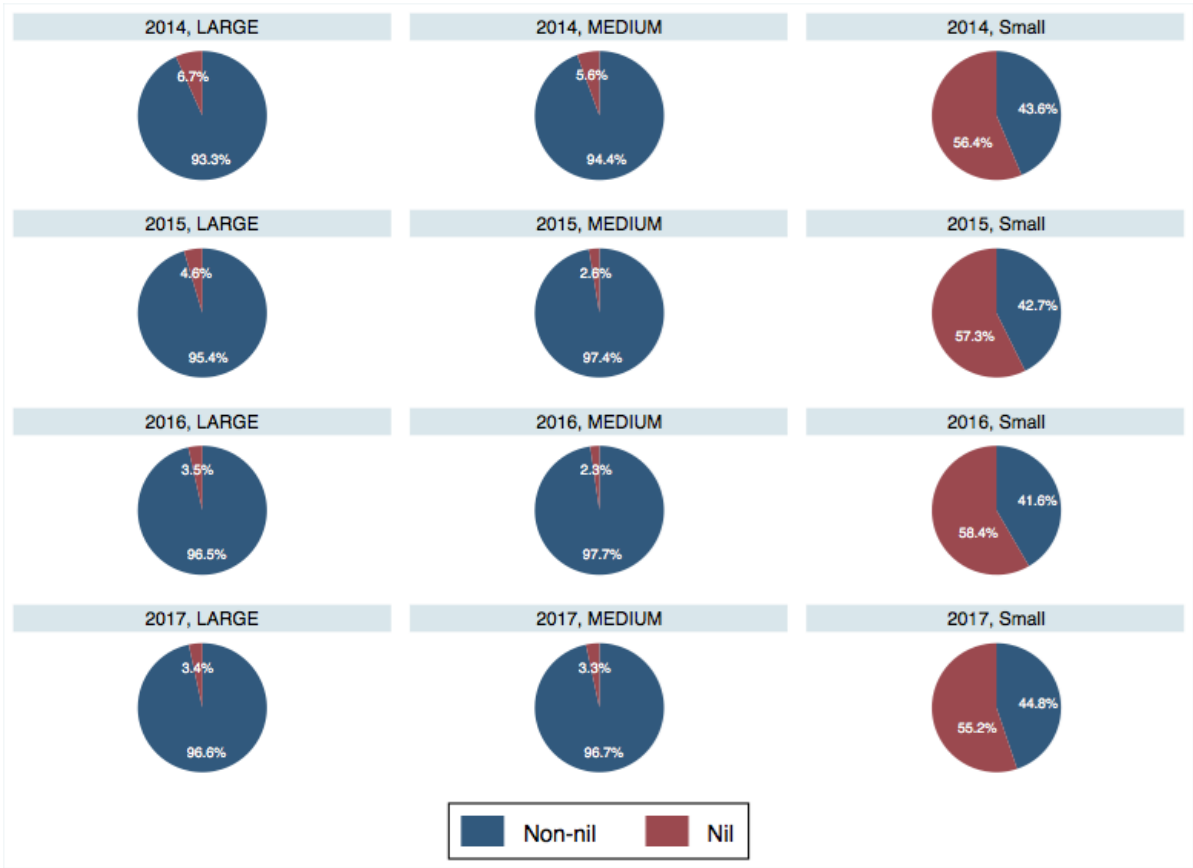 2014, LARGE
2014, MEDIUM
2014, Small
6.7%
93.3%
5.6%
94.4%
43.6%
56.4%
2015, LARGE
2015, MEDIUM
2015, Small
4.6%
95.4%
2.6%
97.4%
42.7%
57.3%
2016, LARGE
2016, MEDIUM
2016, Small
3.5%
96.5%
2.3%
97.7%
41.6%
58.4%
2017, LARGE
2017, MEDIUM
2017, Small
3.4%
96.6%
3.3%
96.7%
44.8%
55.2%
Non-nil
Nil